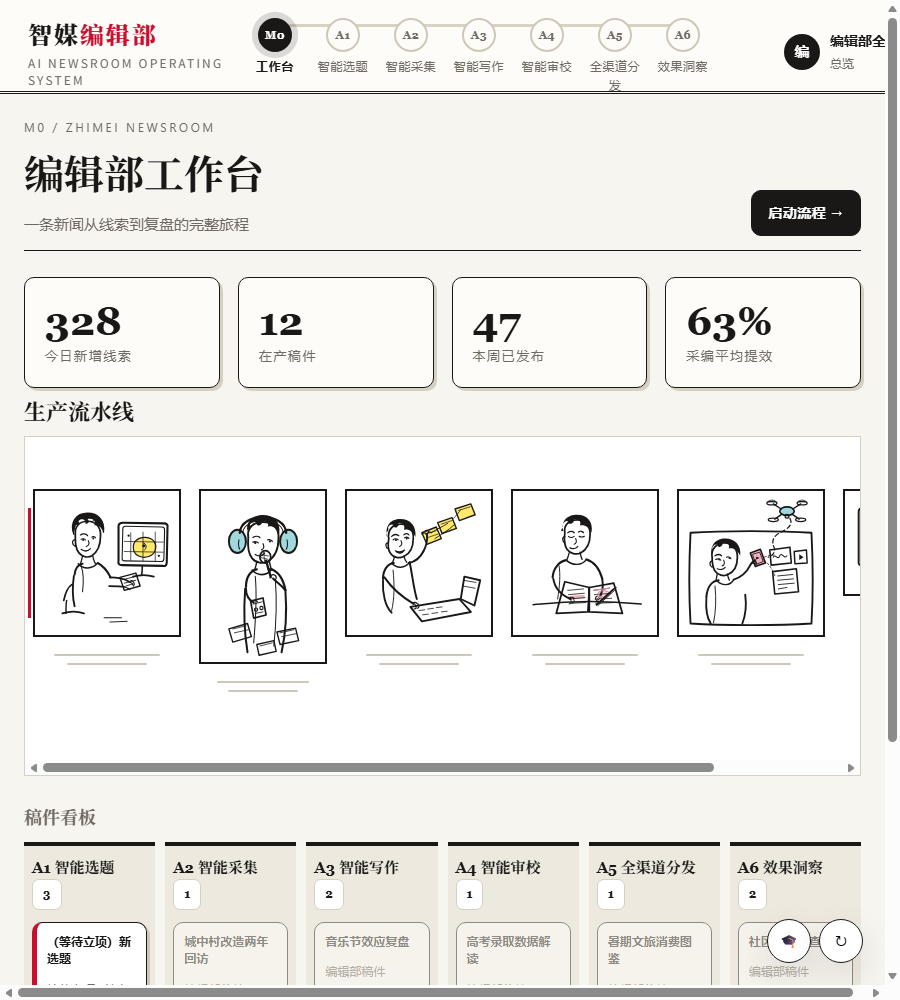 智媒编辑部
AI NEWSROOM OPERATING
SYSTEM
M0
A1
A2
A3
A4
A5
A6
工作台
智能选题
智能采集
智能写作
智能审校
全渠道分
发
效果洞察
编
编辑部全
总览
M0 / ZHIMEI NEWSROOM
编辑部工作台
一条新闻从线索到复盘的完整旅程
启动流程 →
328
今日新增线索
12
在产稿件
47
本周已发布
63%
采编平均提效
生产流水线
稿件看板
A1 智能选题
3
（等待立项）新
选题
A2 智能采集
1
城中村改造两年
回访
A3 智能写作
2
音乐节效应复盘
编辑部稿件
A4 智能审校
1
高考录取数据解
读
A5 全渠道分发
1
暑期文旅消费图
鉴
A6 效果洞察
2
编辑部稿件